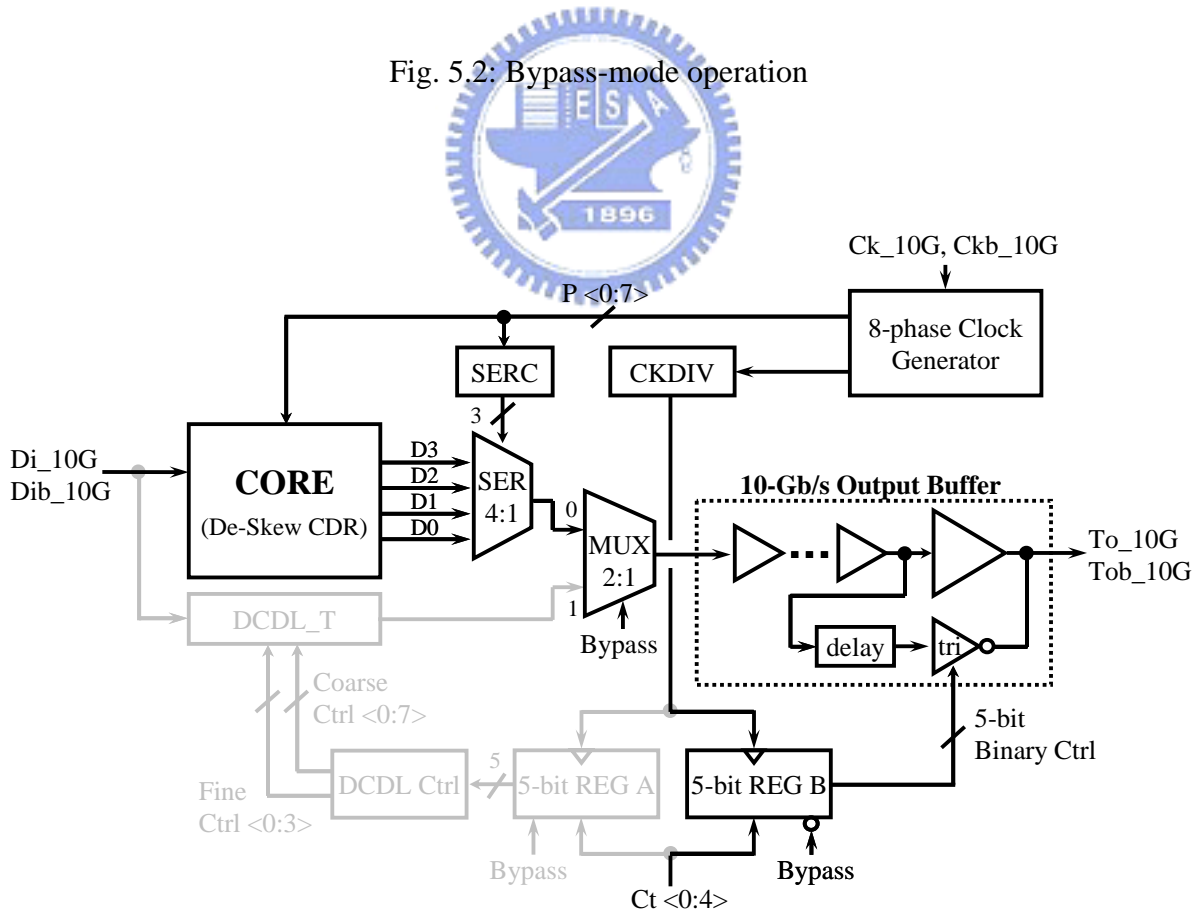 Fig. 5.2: Bypass-mode operation
E S A
1896
Ck_10G, Ckb_10G
P <0:7>
8-phase Clock
Generator
SERC
CKDIV
3
Di_10G
Dib_10G
CORE
(De-Skew CDR)
D3
D2
D1
D0
SER
4:1
0
MUX
2:1
1
Bypass
10-Gb/s Output Buffer
To_10G
Tob_10G
delay
tri
DCDL_T
Coarse
Ctrl <0:7>
5-bit
Binary Ctrl
Fine
Ctrl <0:3>
DCDL Ctrl
5
5-bit REG A
5-bit REG B
Bypass
Bypass
Ct <0:4>